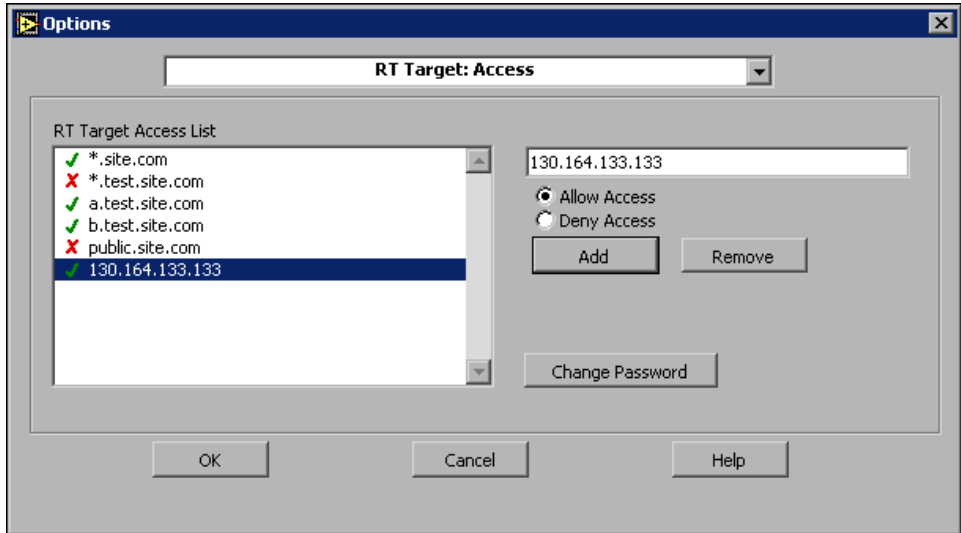 Options
RT Target: Access
RT Target Access List
*.site.com
*.test.site.com
a.test.site.com
b.test.site.com
public.site.com
130.164.133.133
130.164.133.133
Allow Access
Deny Access
Add Remove
Change Password
OK Cancel Help